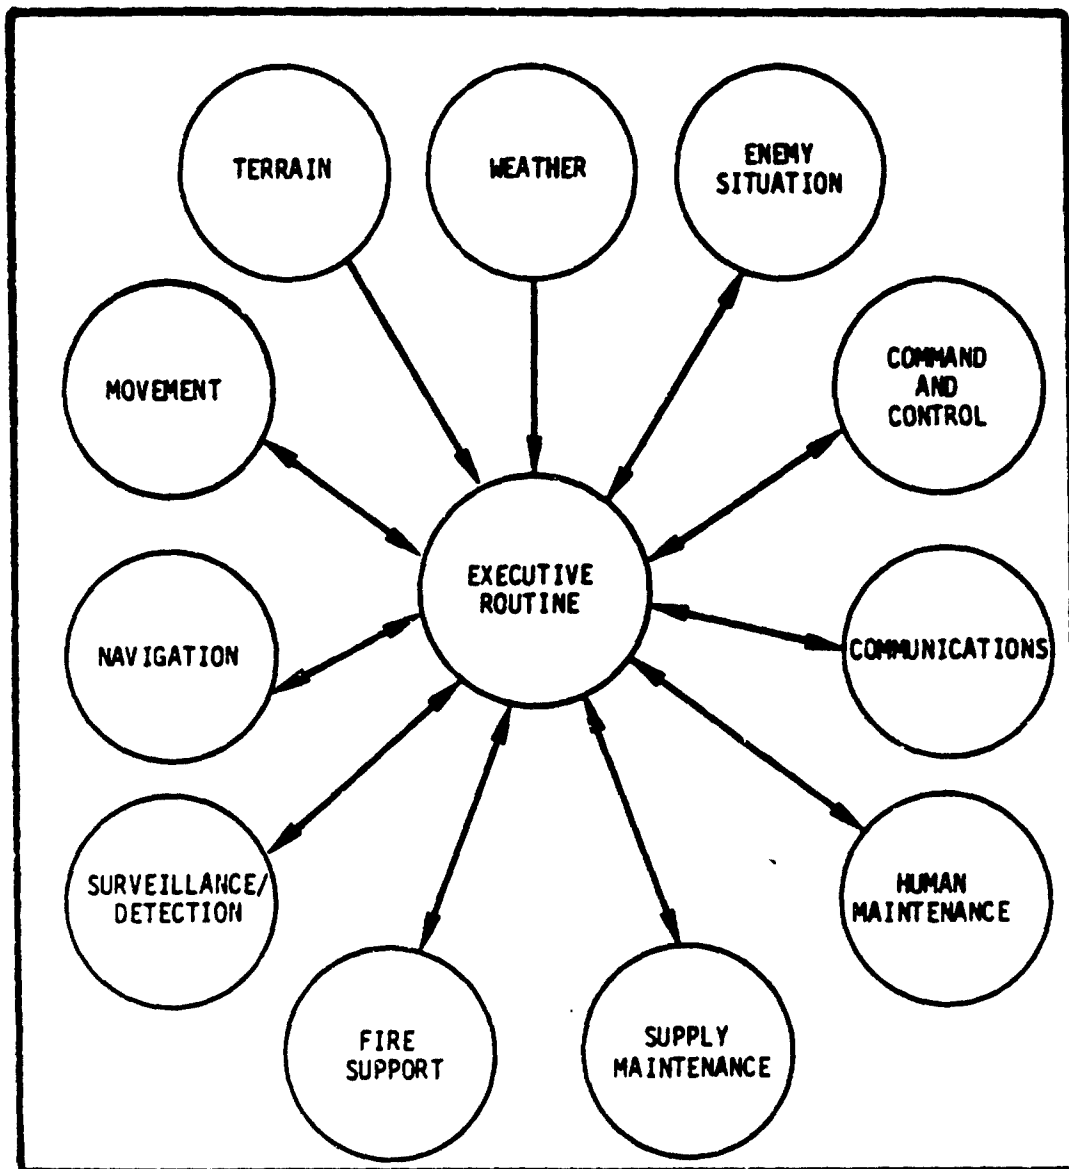 TERRAIN
WEATHER
ENEMY
SITUATION
MOVEMENT
COMMAND
AND
CONTROL
EXECUTIVE
ROUTINE
NAVIGATION
COMMUNICATIONS
SURVEILLANCE/
DETECTION
HUMAN
MAINTENANCE
FIRE
SUPPORT
SUPPLY
MAINTENANCE